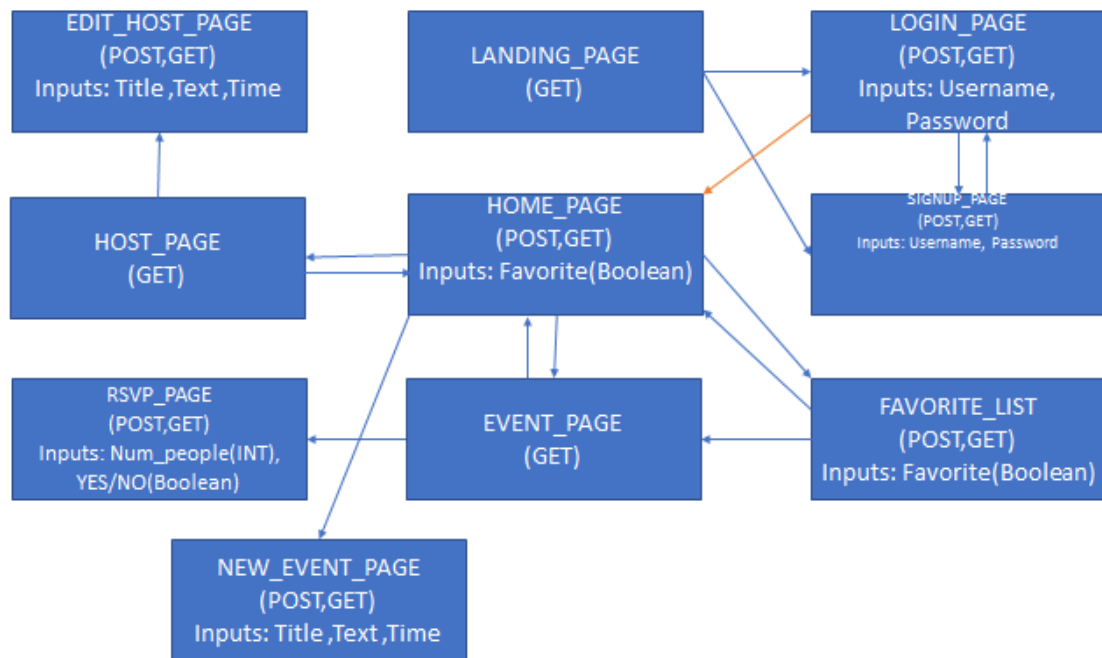 EDIT_HOST_PAGE
(POST,GET)
Inputs: Title ,Text ,Time
LANDING_PAGE
(GET)
LOGIN_PAGE
(POST,GET)
Inputs: Username,
Password
HOST_PAGE
(GET)
HOME_PAGE
(POST,GET)
Inputs: Favorite(Boolean)
SIGNUP_PAGE
(POST,GET)
Inputs: Username, Password
RSVP_PAGE
(POST,GET)
Inputs: Num_people(INT),
YES/NO(Boolean)
EVENT_PAGE
(GET)
FAVORITE_LIST
(POST,GET)
Inputs: Favorite(Boolean)
NEW_EVENT_PAGE
(POST,GET)
Inputs: Title ,Text ,Time